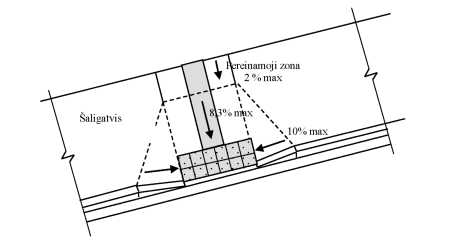 Pereinamoji zona
2 % max
Šaligatvis
8,3% max
10% max